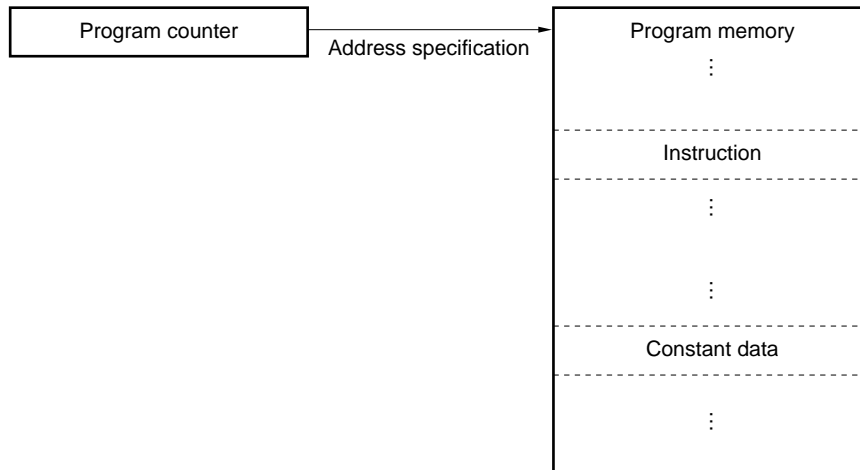 Program counter
Address specification
Program memory
⋮
Instruction
⋮
⋮
Constant data
⋮